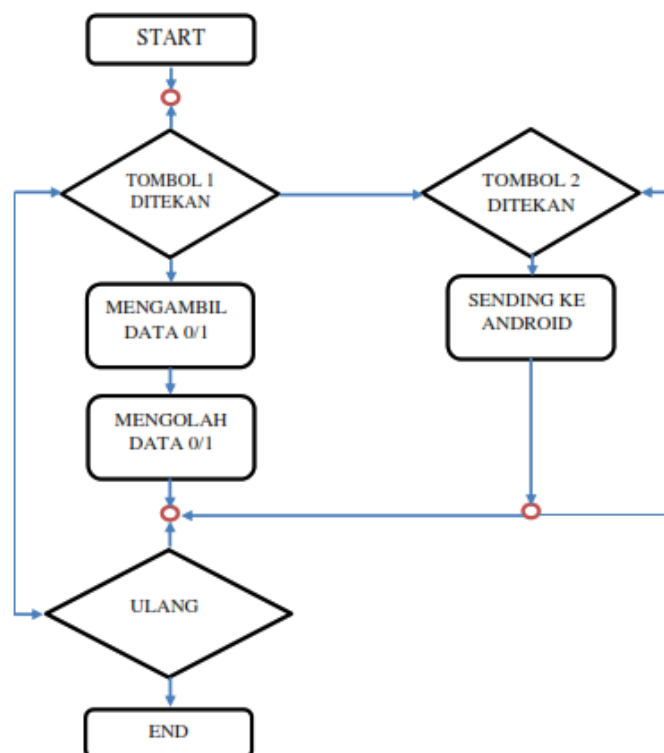 START
TOMBOL 1
DITEKAN
TOMBOL 2
DITEKAN
MENGAMBIL
DATA 0/1
SENDING KE
ANDROID
MENGOLAH
DATA 0/1
ULANG
END